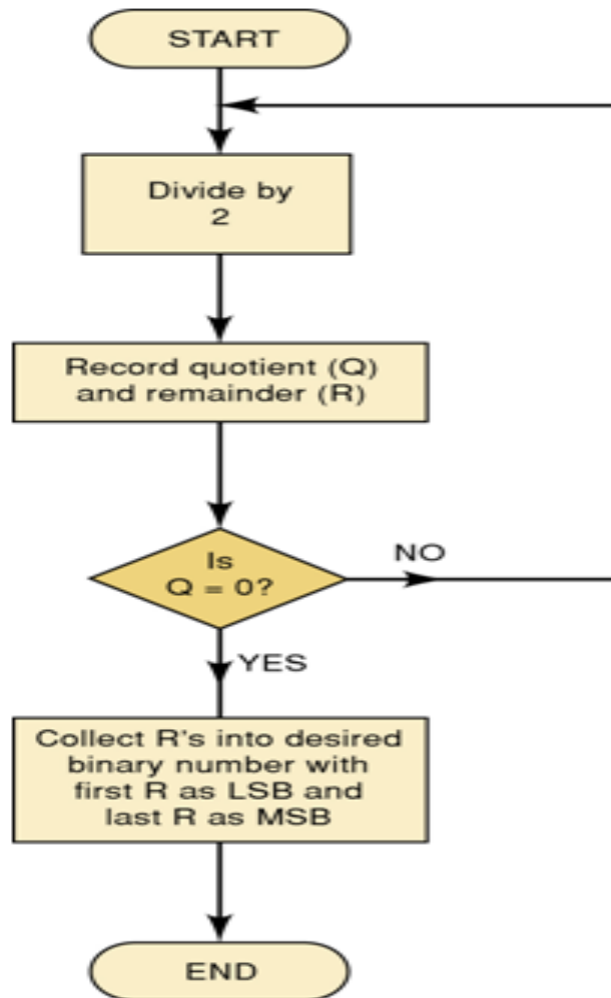 START
Divide by
2
Record quotient (Q)
and remainder (R)
Is
Q = 0?
NO
YES
Collect R's into desired
binary number with
first R as LSB and
last R as MSB
END